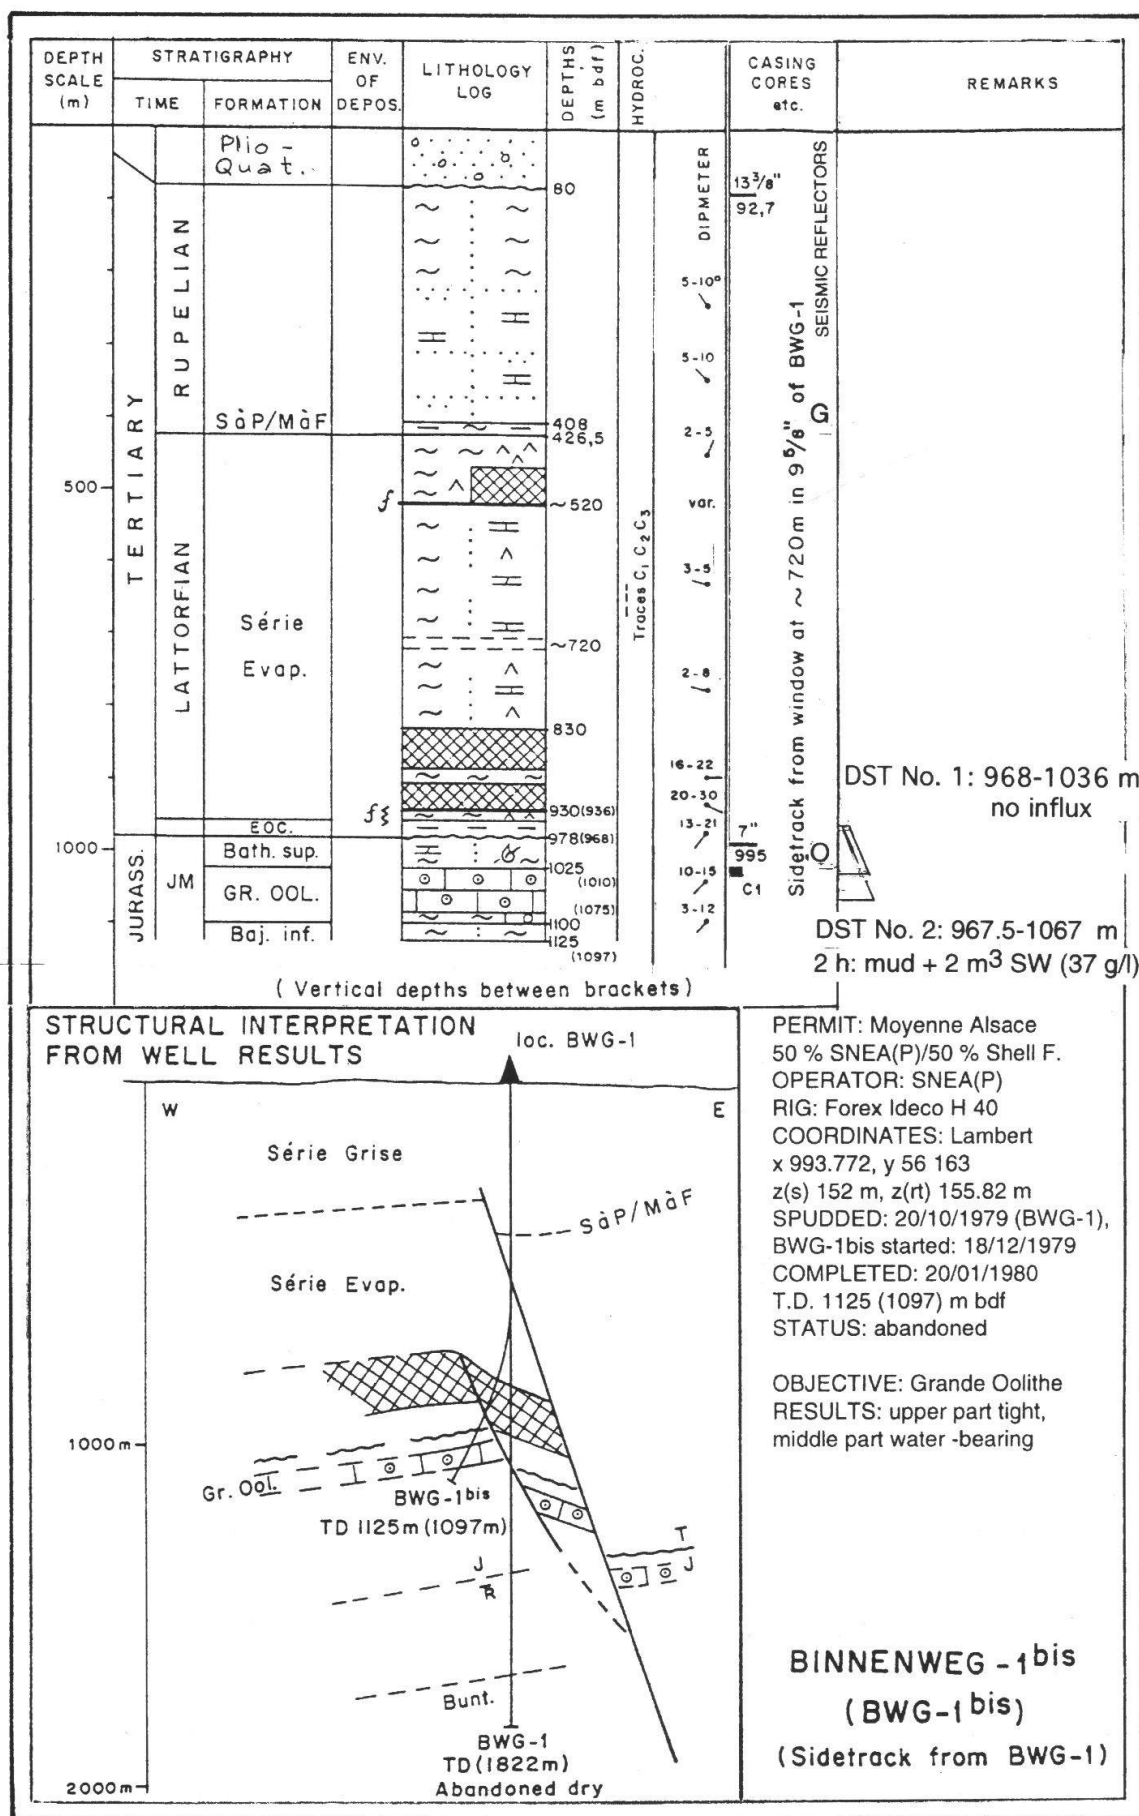 DEPTH SCALE (m)
STRATIGRAPHY
TIME
FORMATION
ENV. OF DEPOS.
LITHOLOGY LOG
DEPTHS (m bdf)
HYDROC.
CASING CORES etc.
REMARKS
Plio - Quat.
80
DIPMETER
13 3/8"
92,7
SEISMIC REFLECTORS
RUPELIAN
5-10°
5-10
TERTIARY
SàP/MàF
408
426,5
2-5
G
500
f
~520
var.
Traces C1 C2 C3
Sidetrack from window at ~720m in 9 5/8" of BWG-1
LATTORFIAN
3-5
Série
Evap.
~720
2-8
830
16-22
DST No. 1: 968-1036 m
no influx
20-30
f
930(936)
EOC.
13-21
7"
978(968)
1000
Bath. sup.
995
O
JURASS.
JM
1025
(1010)
10-15
C1
GR. OOL.
(1075)
3-12
1100
Baj. inf.
1125
(1097)
DST No. 2: 967.5-1067 m
2 h: mud + 2 m3 SW (37 g/l)
(Vertical depths between brackets)
STRUCTURAL INTERPRETATION
FROM WELL RESULTS
loc. BWG-1
W
E
Série Grise
SàP/MàF
Série Evap.
1000m
Gr. Ool.
BWG-1bis
TD 1125m (1097m)
T
J
J
R
Bunt.
BWG-1
TD (1822m)
Abandoned dry
2000m
PERMIT: Moyenne Alsace
50 % SNEA(P)/50 % Shell F.
OPERATOR: SNEA(P)
RIG: Forex Ideco H 40
COORDINATES: Lambert
x 993.772, y 56 163
z(s) 152 m, z(rt) 155.82 m
SPUDDED: 20/10/1979 (BWG-1),
BWG-1bis started: 18/12/1979
COMPLETED: 20/01/1980
T.D. 1125 (1097) m bdf
STATUS: abandoned
OBJECTIVE: Grande Oolithe
RESULTS: upper part tight,
middle part water -bearing
BINNENWEG -1bis
(BWG-1bis)
(Sidetrack from BWG-1)